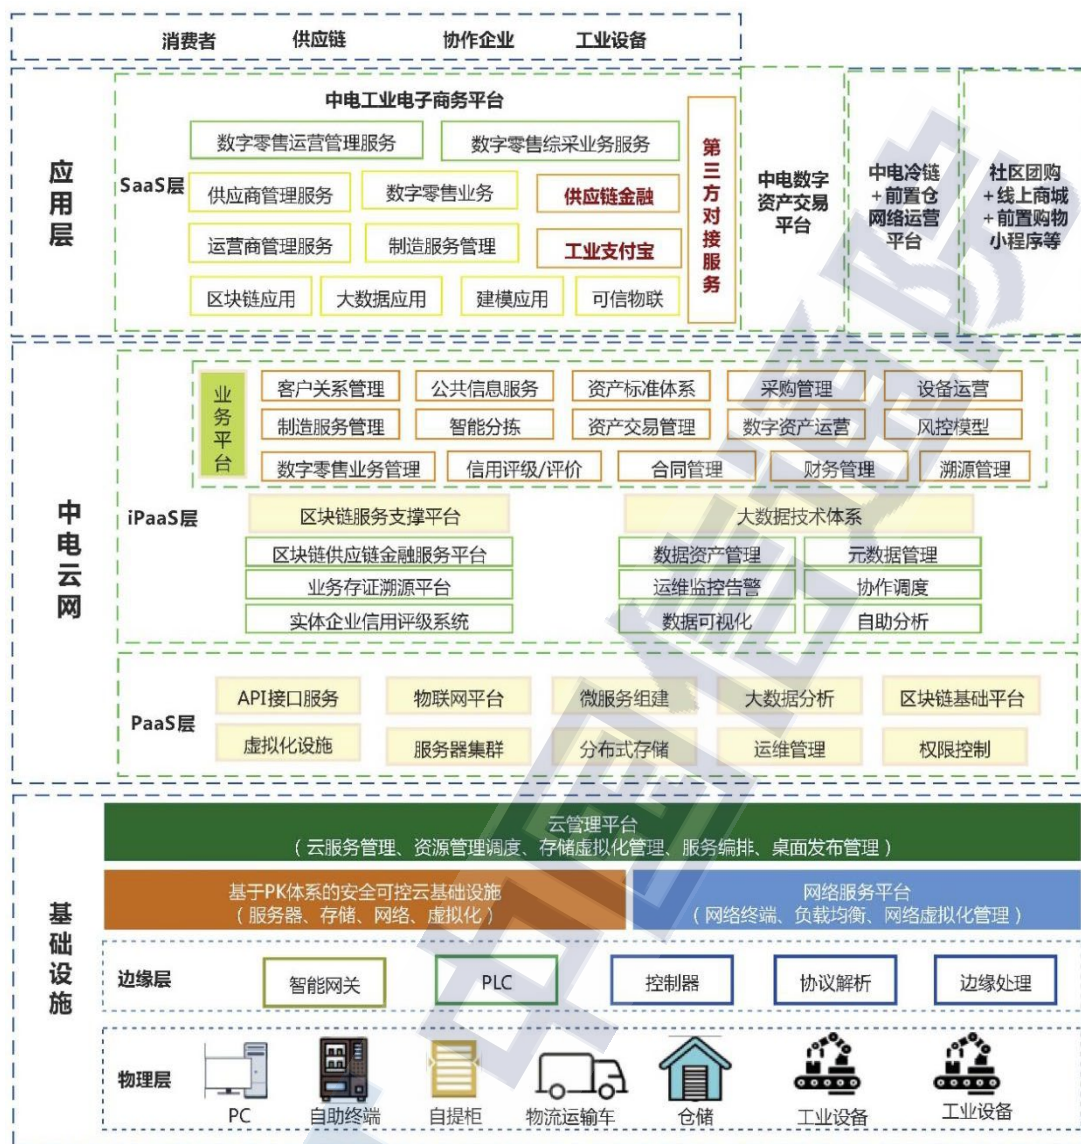 消费者 供应链 协作企业 工业设备
应用层
SaaS层
中电工业电子商务平台
数字零售运营管理服务 数字零售综采业务服务
供应商管理服务 数字零售业务 供应链金融
运营商管理服务 制造服务管理 工业支付宝
区块链应用 大数据应用 建模应用 可信物联
第三方对接服务
中电数字
资产交易
平台
中电冷链
+前置仓
网络运营
平台
社区团购
+线上商城
+前置购物
小程序等
中电云网
iPaaS层
业务平台
客户关系管理 公共信息服务 资产标准体系 采购管理 设备运营
制造服务管理 智能分拣 资产交易管理 数字资产运营 风控模型
数字零售业务管理 信用评级/评价 合同管理 财务管理 溯源管理
区块链服务支撑平台 大数据技术体系
区块链供应链金融服务平台 数据资产管理 元数据管理
业务存证溯源平台 运维监控告警 协作调度
实体企业信用评级系统 数据可视化 自助分析
PaaS层
API接口服务 物联网平台 微服务组建 大数据分析 区块链基础平台
虚拟化设施 服务器集群 分布式存储 运维管理 权限控制
基础设施
云管理平台
（云服务管理、资源管理调度、存储虚拟化管理、服务编排、桌面发布管理）
基于PK体系的安全可控云基础设施
（服务器、存储、网络、虚拟化）
网络服务平台
（网络终端、负载均衡、网络虚拟化管理）
边缘层 智能网关 PLC 控制器 协议解析 边缘处理
物理层
PC 自助终端 自提柜 物流运输车 仓储 工业设备 工业设备
中国信通院